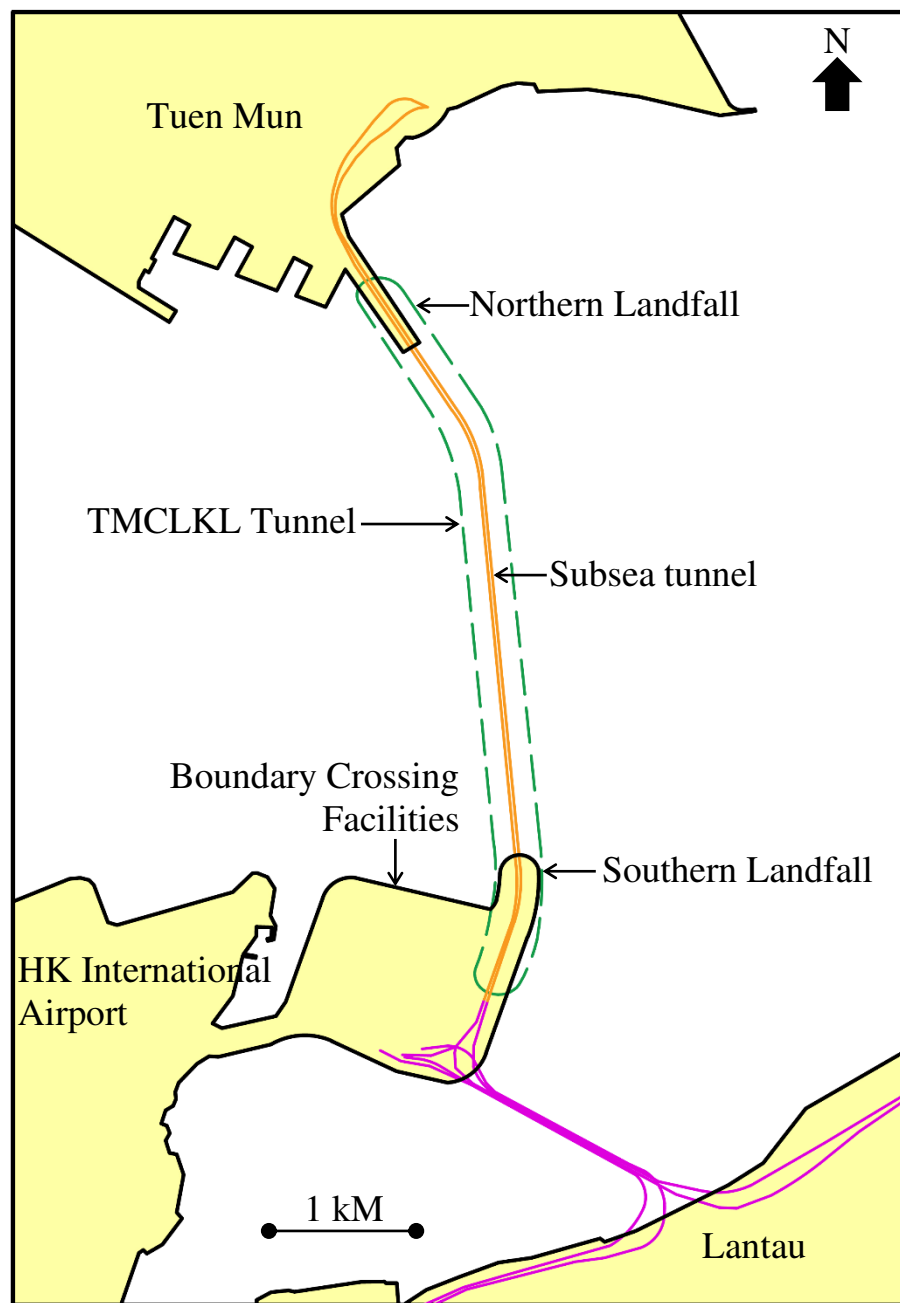 N
Tuen Mun
Northern Landfall
TMCLKL Tunnel
Subsea tunnel
Boundary Crossing
Facilities
Southern Landfall
HK International
Airport
1 kM
Lantau